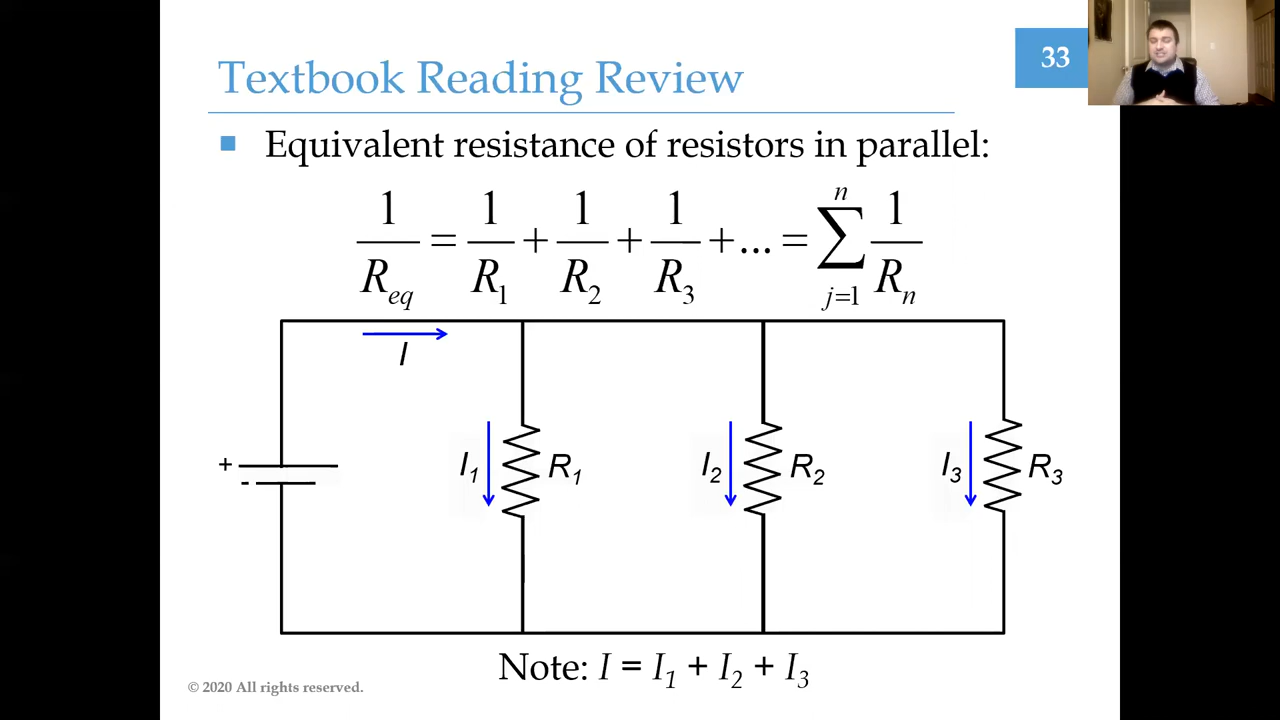 33
Textbook Reading Review
Equivalent resistance of resistors in parallel:
1/R_eq = 1/R_1 + 1/R_2 + 1/R_3 +... = ∑_{j=1}^{n} 1/R_n
I
+
-
I_1
R_1
I_2
R_2
I_3
R_3
Note: I = I_1 + I_2 + I_3
© 2020 All rights reserved.